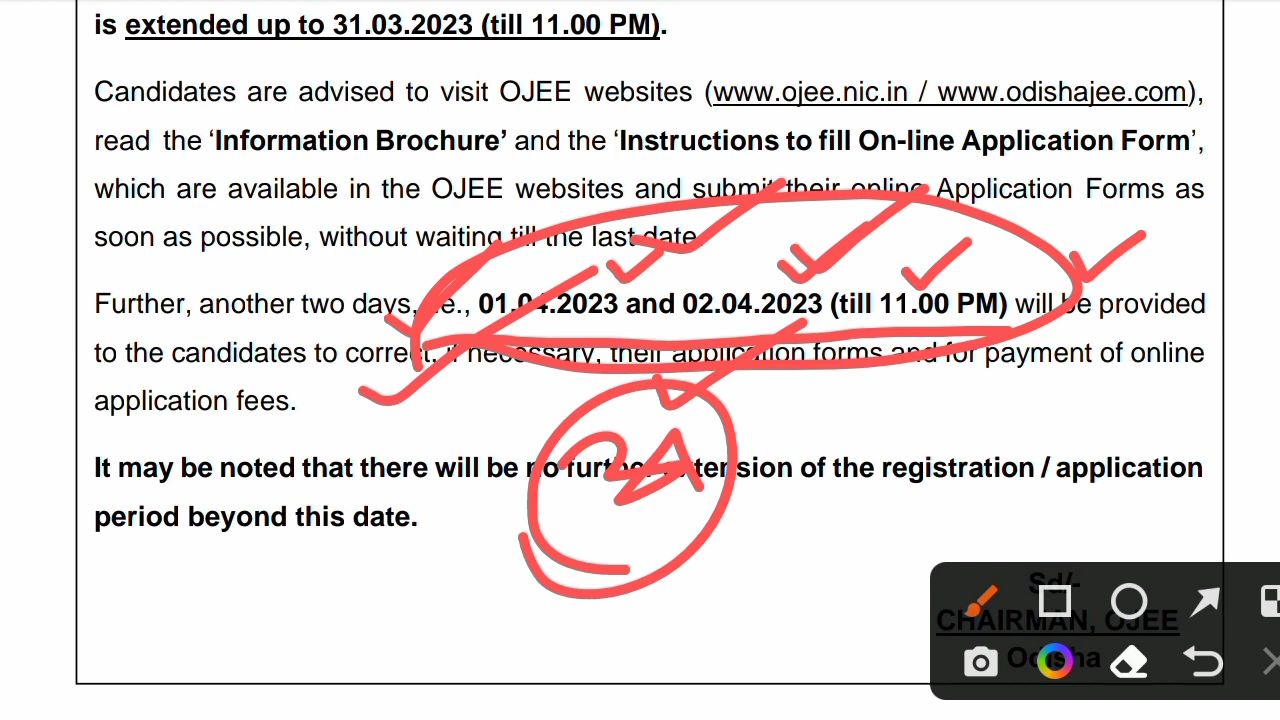 is extended up to 31.03.2023 (till 11.00 PM).
Candidates are advised to visit OJEE websites (www.ojee.nic.in / www.odishajee.com),
read the ‘Information Brochure’ and the ‘Instructions to fill On-line Application Form’,
which are available in the OJEE websites and submit their online Application Forms as
soon as possible, without waiting till the last date.
Further, another two days, i.e., 01.04.2023 and 02.04.2023 (till 11.00 PM) will be provided
to the candidates to correct, if necessary, their application forms and for payment of online
application fees.
It may be noted that there will be no further extension of the registration / application
period beyond this date.
Sd/-
CHAIRMAN, OJEE
Odisha